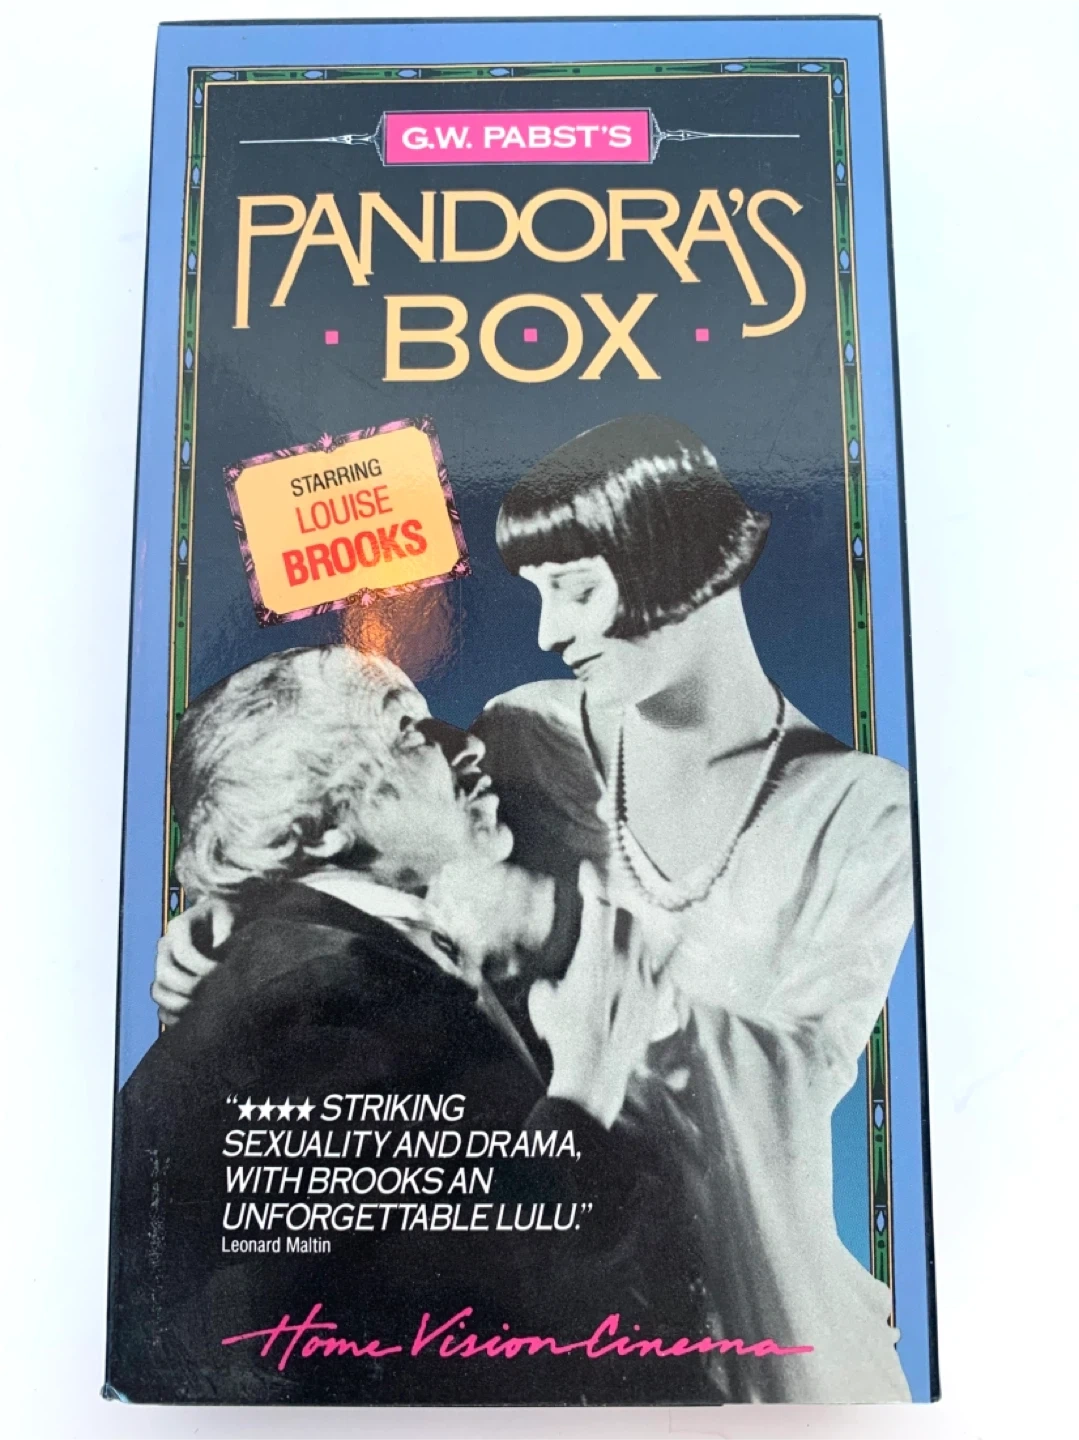 G.W. PABST'S
PANDORA'S
BOX
STARRING
LOUISE
BROOKS
"★★★★ STRIKING
SEXUALITY AND DRAMA,
WITH BROOKS AN
UNFORGETTABLE LULU."
Leonard Maltin
Home Vision Cinema